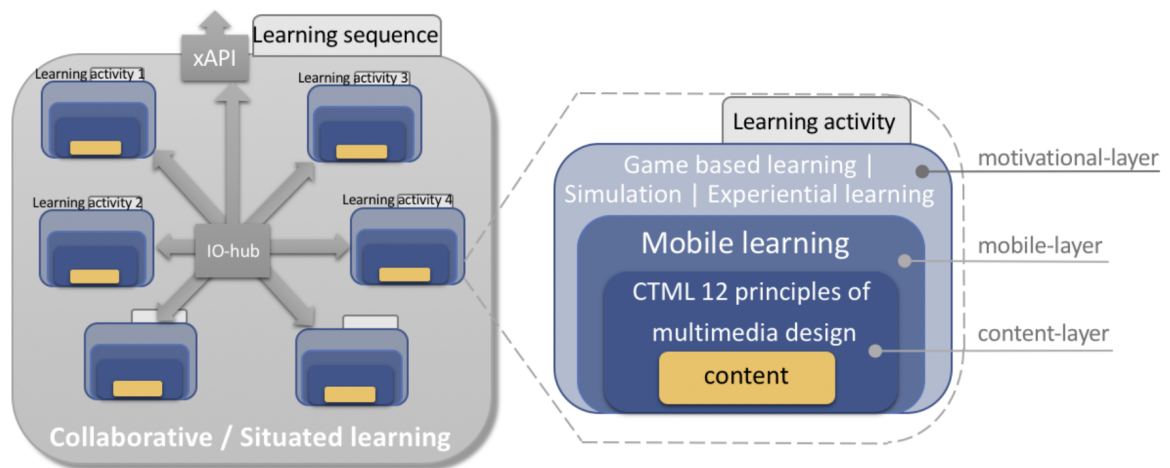 Learning sequence
xAPI
Learning activity 1
Learning activity 3
Learning activity 2
Learning activity 4
IO-hub
Collaborative / Situated learning
Learning activity
Game based learning |
Simulation | Experiential learning
motivational-layer
Mobile learning
mobile-layer
CTML 12 principles of
multimedia design
content-layer
content